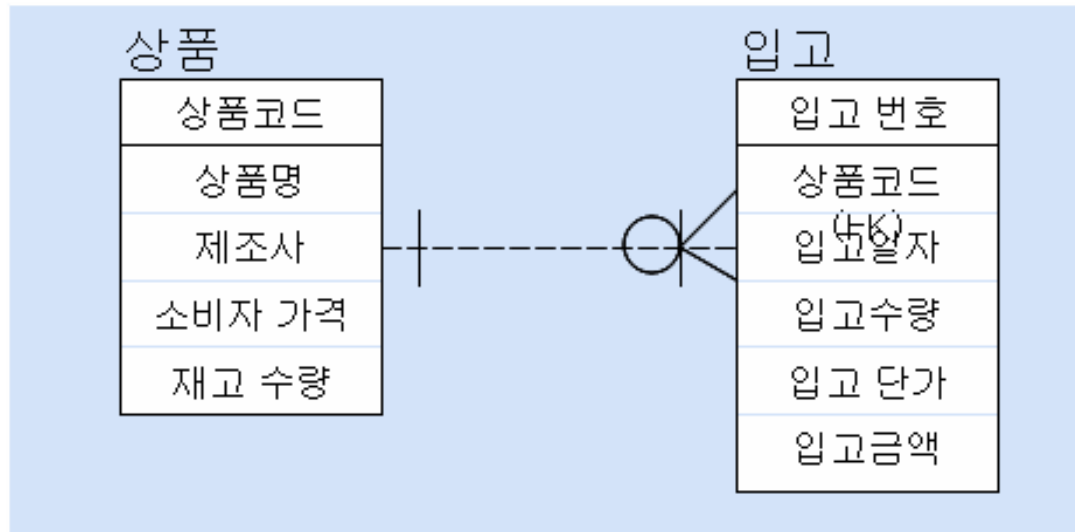 상품
상품코드
상품명
제조사
소비자 가격
재고 수량
입고
입고 번호
상품코드
(FK)
입고일자
입고수량
입고 단가
입고금액